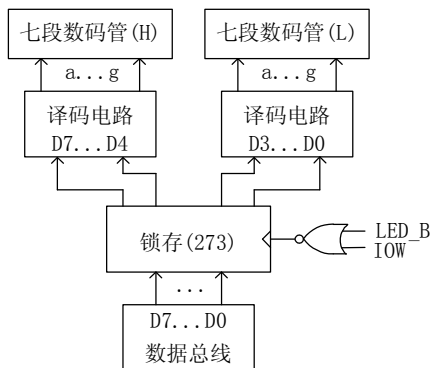 七段数码管(H)
七段数码管(L)
a...g
a...g
译码电路
D7...D4
译码电路
D3...D0
锁存(273)
LED_B
IOW
...
D7...D0
数据总线